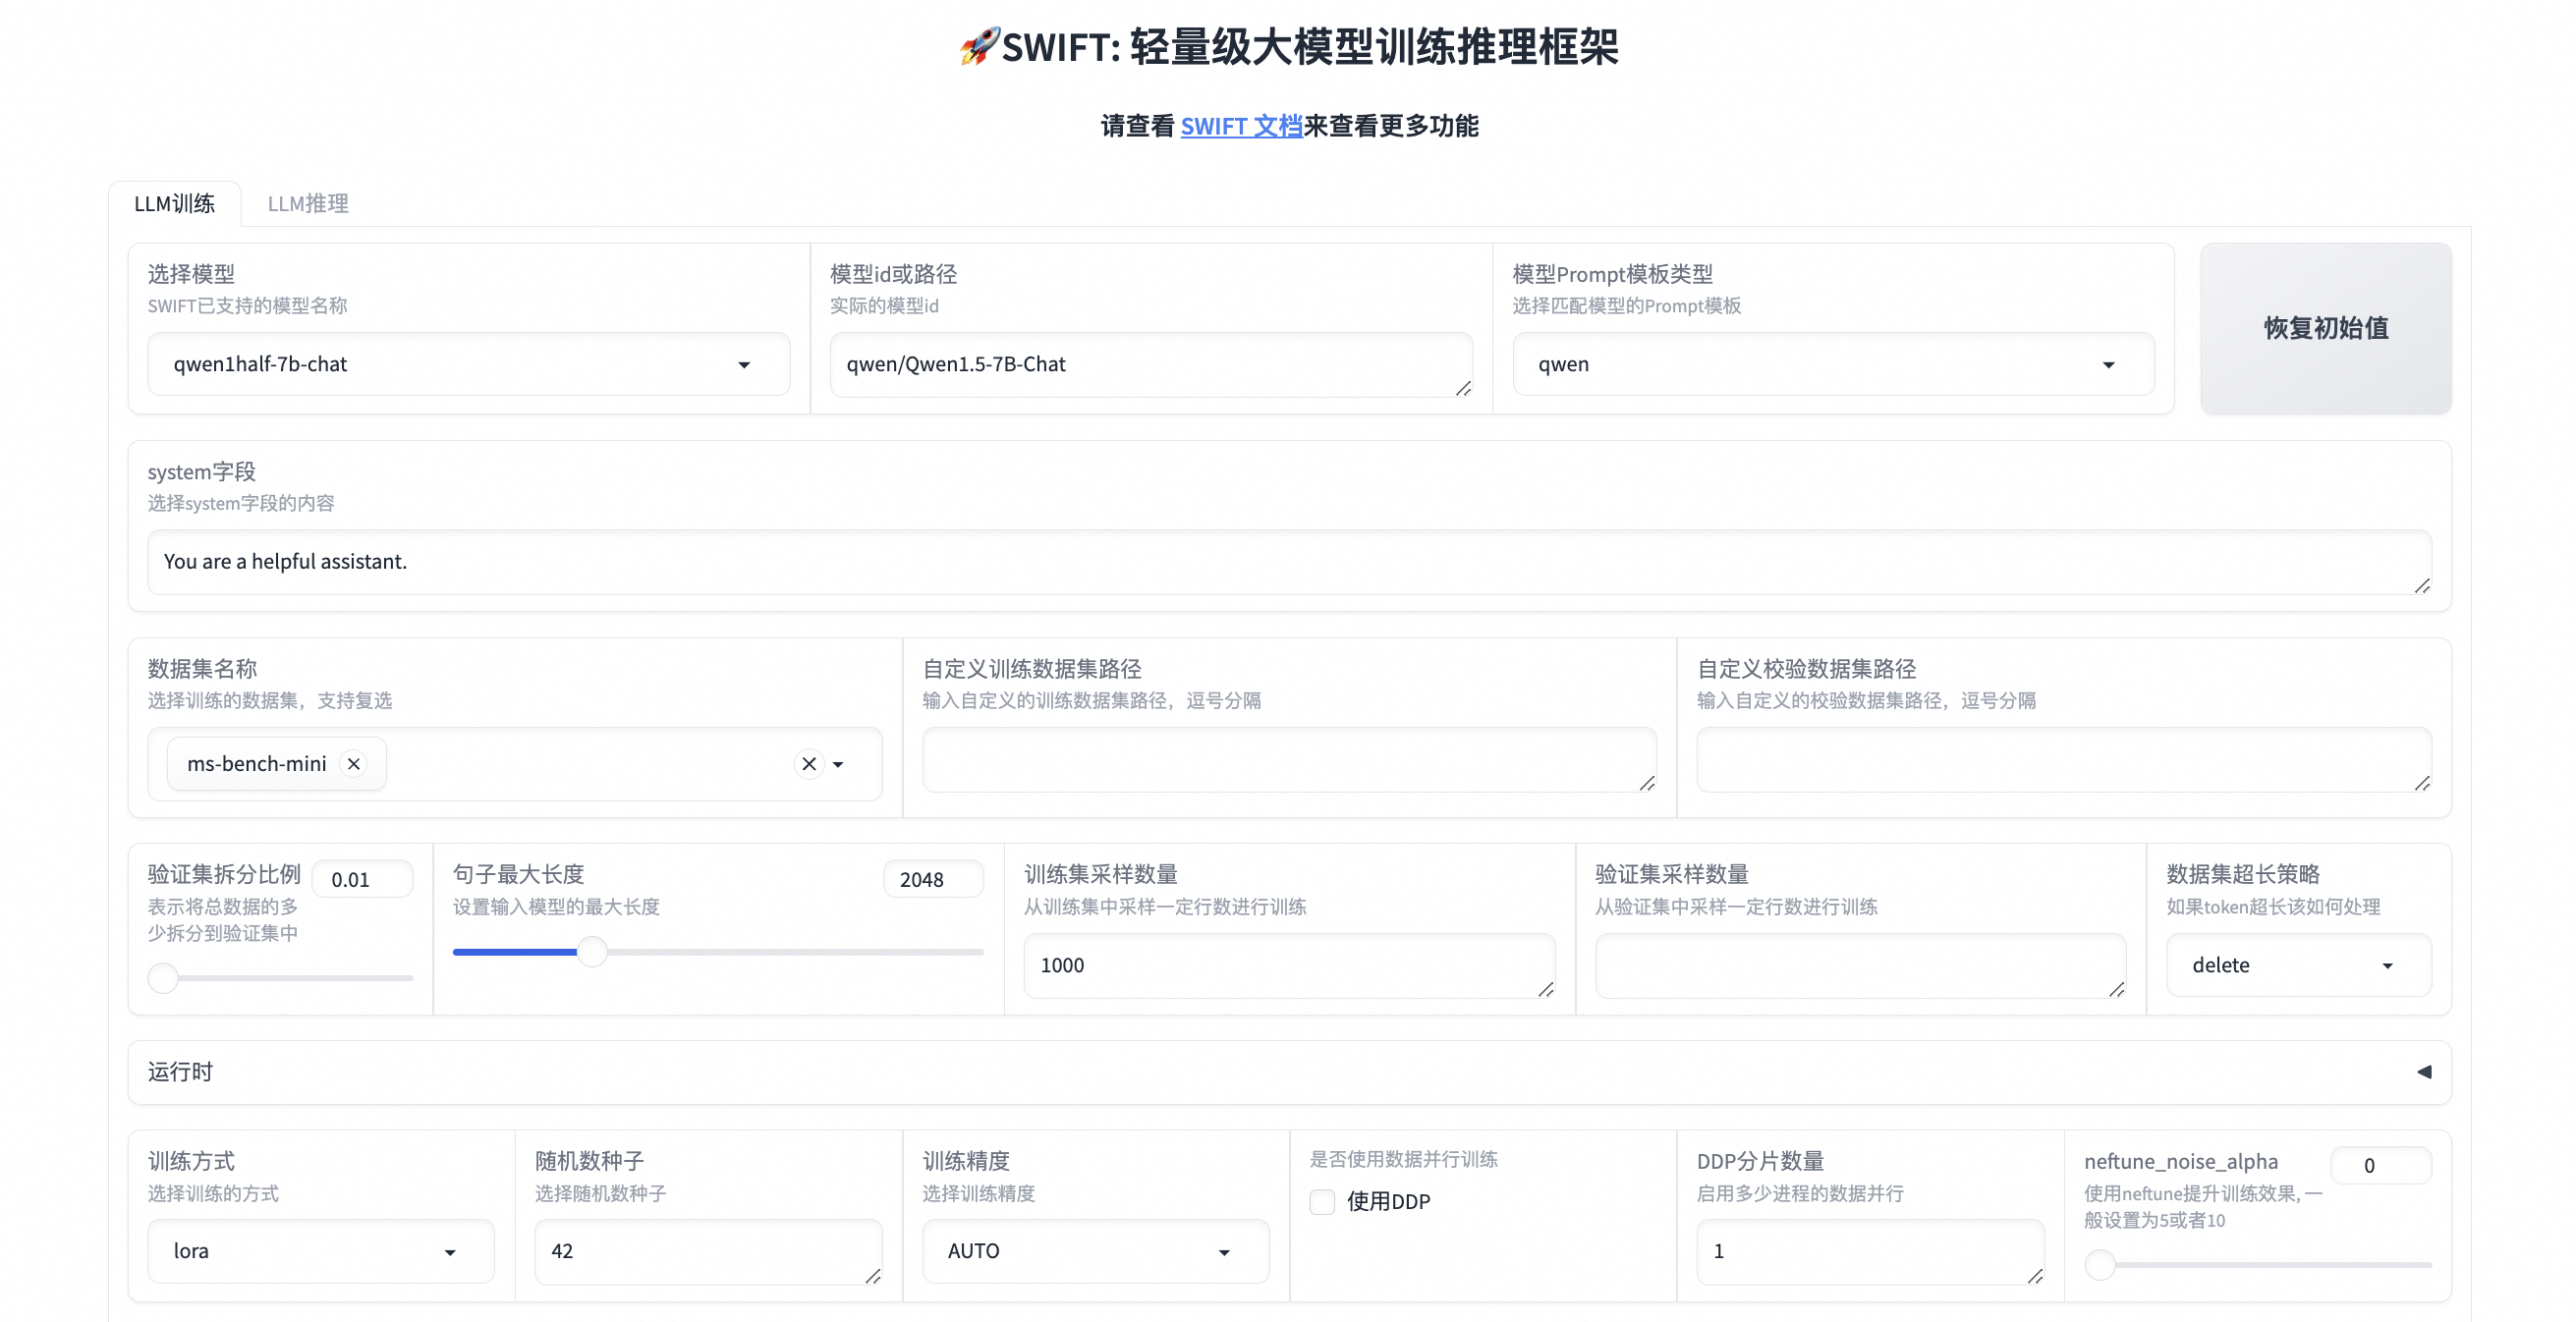 🚀SWIFT: 轻量级大模型训练推理框架
请查看 SWIFT 文档来查看更多功能
LLM训练
LLM推理
选择模型
SWIFT已支持的模型名称
qwen1half-7b-chat
模型id或路径
实际的模型id
qwen/Qwen1.5-7B-Chat
模型Prompt模板类型
选择匹配模型的Prompt模板
qwen
恢复初始值
system字段
选择system字段的内容
You are a helpful assistant.
数据集名称
选择训练的数据集，支持复选
ms-bench-mini
自定义训练数据集路径
输入自定义的训练数据集路径，逗号分隔
自定义校验数据集路径
输入自定义的校验数据集路径，逗号分隔
验证集拆分比例
0.01
表示将总数据的多
少拆分到验证集中
句子最大长度
2048
设置输入模型的最大长度
训练集采样数量
从训练集中采样一定行数进行训练
1000
验证集采样数量
从验证集中采样一定行数进行训练
数据集超长策略
如果token超长该如何处理
delete
运行时
训练方式
选择训练的方式
lora
随机数种子
选择随机数种子
42
训练精度
选择训练精度
AUTO
是否使用数据并行训练
使用DDP
DDP分片数量
启用多少进程的数据并行
1
neftune_noise_alpha
0
使用neftune提升训练效果, 一
般设置为5或者10